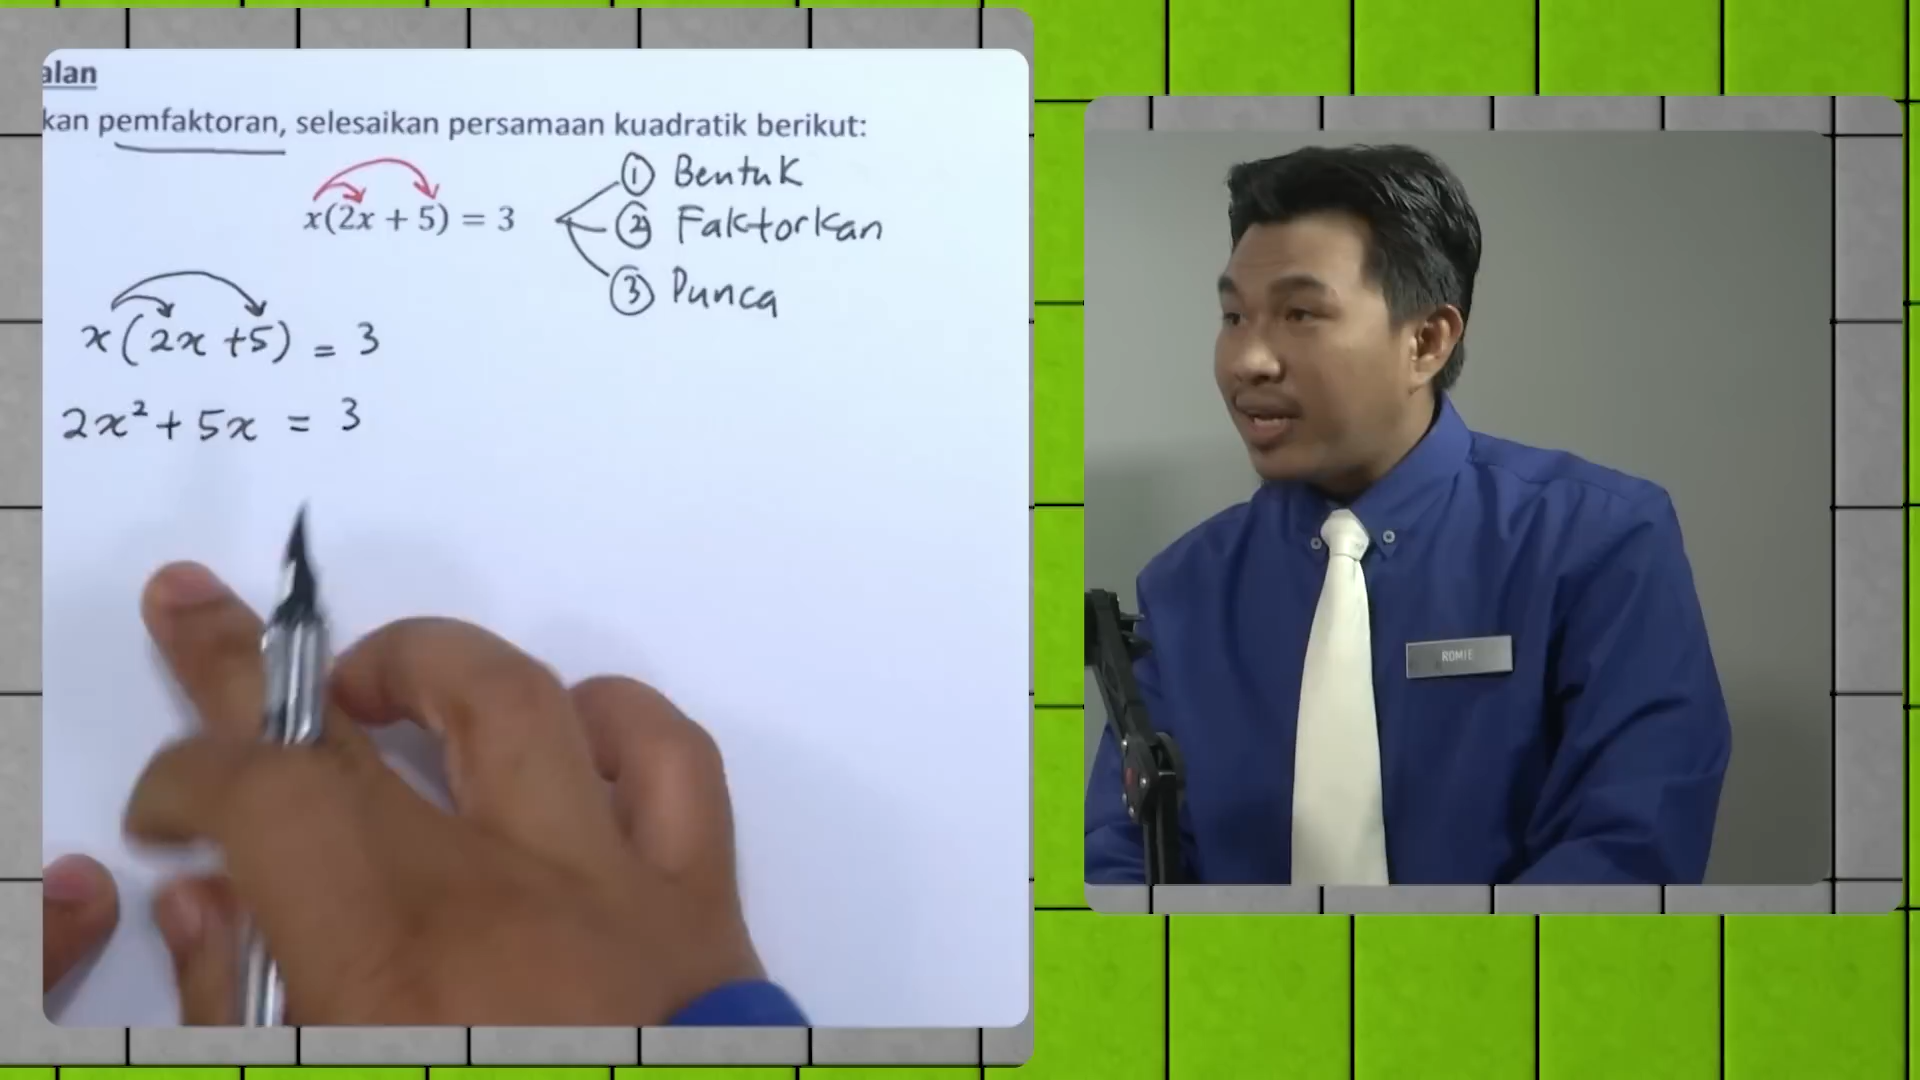 alan
kan pemfaktoran, selesaikan persamaan kuadratik berikut:
x(2x + 5) = 3
① Bentuk
② Faktorkan
③ Punca
x(2x +5) = 3
2x² + 5x = 3
ROMIE